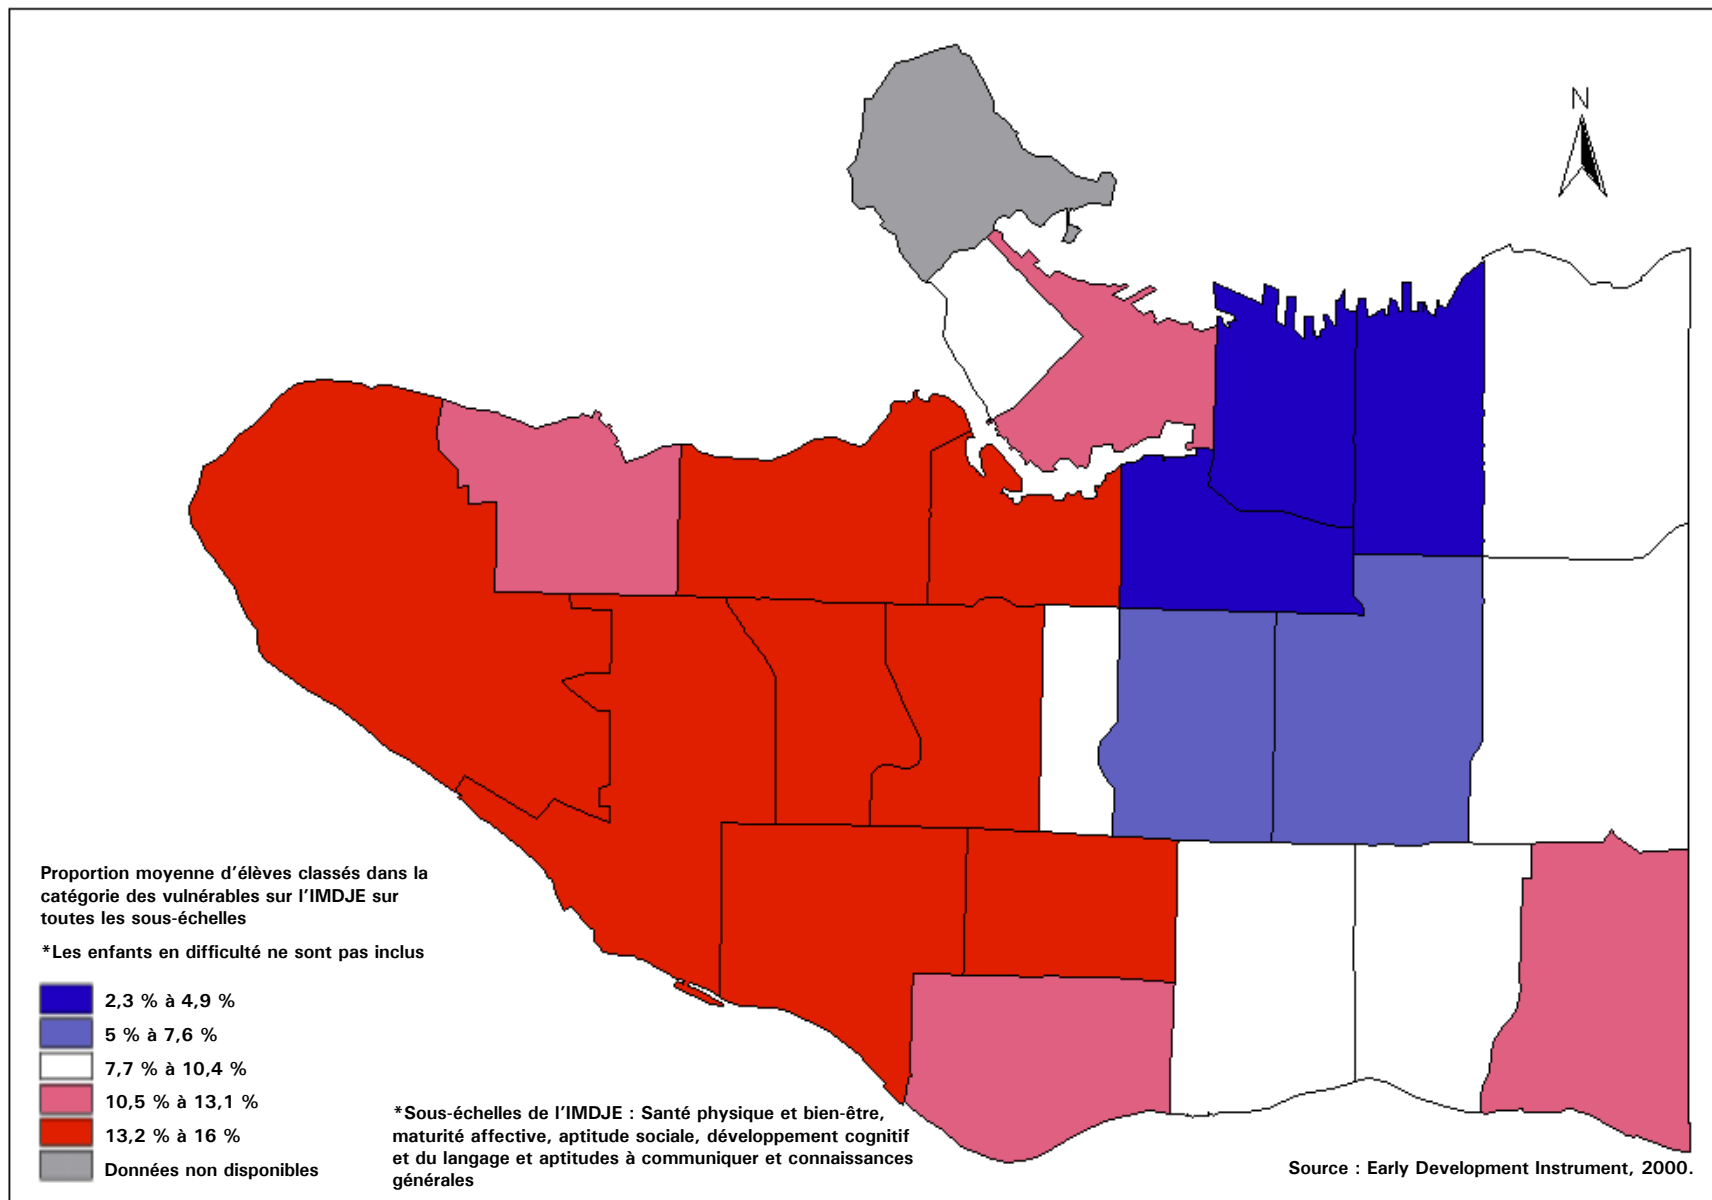 N
Proportion moyenne d'élèves classés dans la
catégorie des vulnérables sur l'IMDJE sur
toutes les sous-échelles
*Les enfants en difficulté ne sont pas inclus
2,3 % à 4,9 %
5 % à 7,6 %
7,7 % à 10,4 %
10,5 % à 13,1 %
13,2 % à 16 %
Données non disponibles
*Sous-échelles de l'IMDJE : Santé physique et bien-être,
maturité affective, aptitude sociale, développement cognitif
et du langage et aptitudes à communiquer et connaissances
générales
Source : Early Development Instrument, 2000.